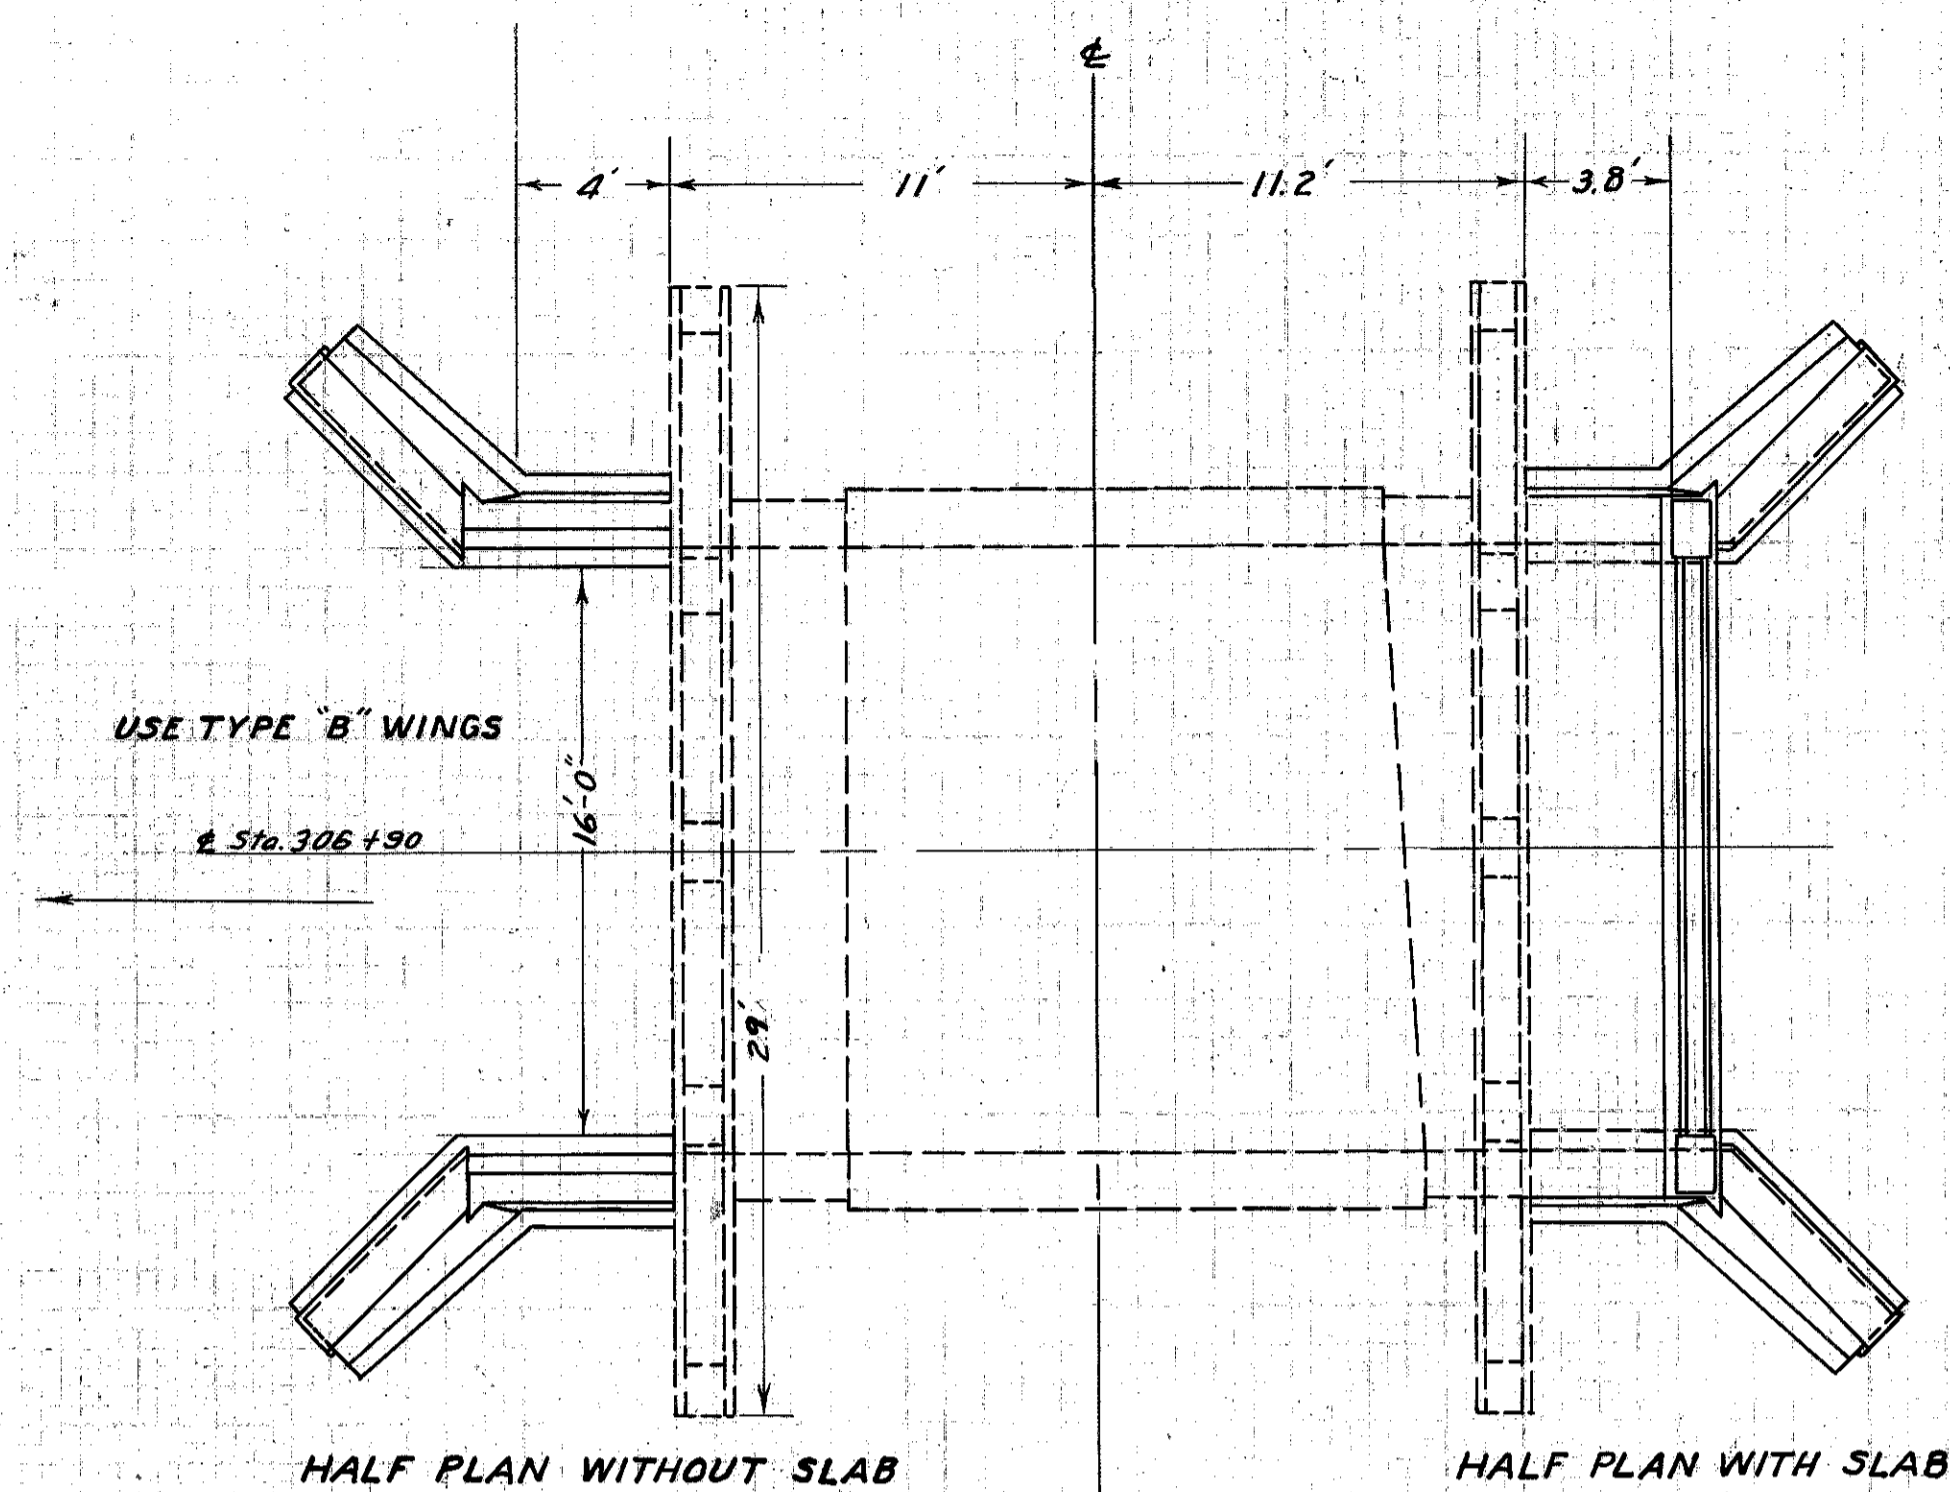 ℄
4' 11' 11.2' 3.8'
USE TYPE "B" WINGS
16'-0"
℄ Sta. 306+90
29'
HALF PLAN WITHOUT SLAB
HALF PLAN WITH SLAB